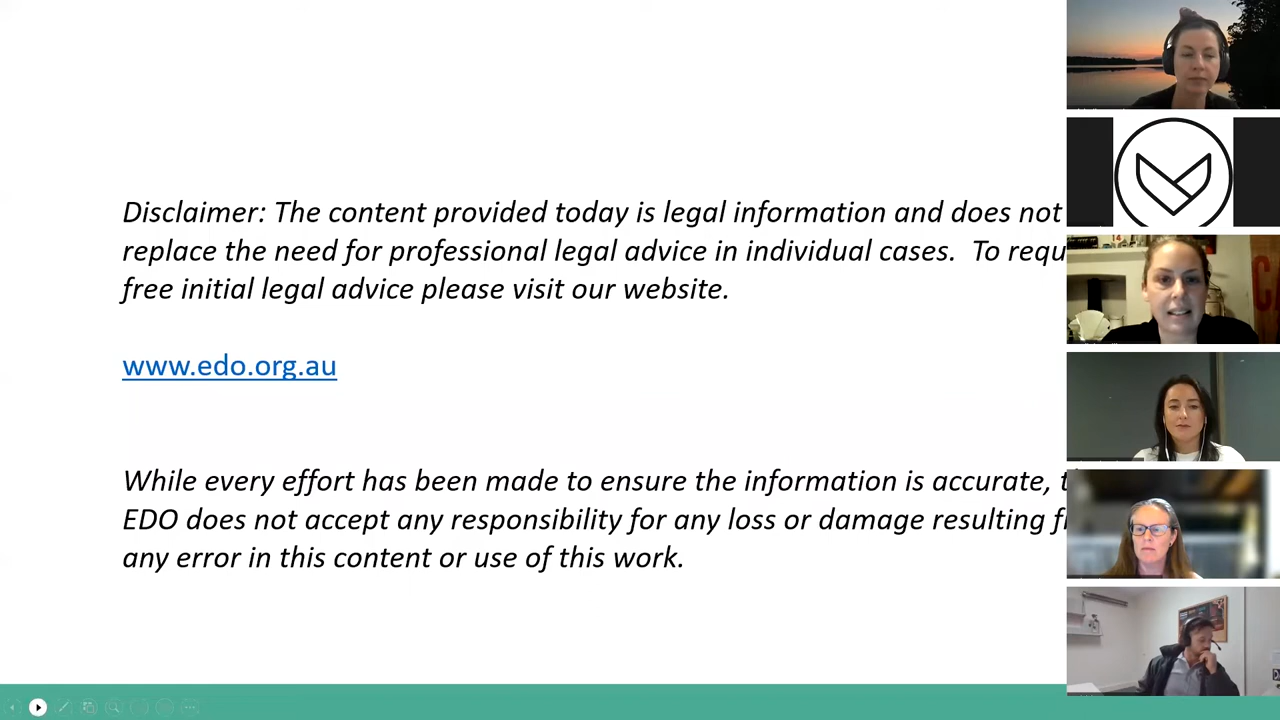 Disclaimer: The content provided today is legal information and does not
replace the need for professional legal advice in individual cases. To
free initial legal advice please visit our website.
www.edo.org.au
While every effort has been made to ensure the information is accurate,
EDO does not accept any responsibility for any loss or damage resulting
any error in this content or use of this work.